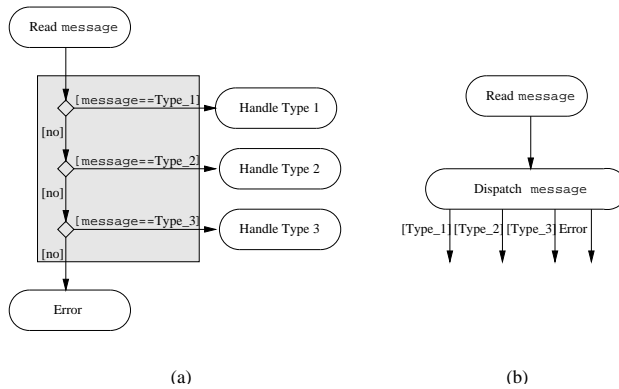 Read message
[message==Type_1]
Handle Type 1
[no]
[message==Type_2]
Handle Type 2
[no]
[message==Type_3]
Handle Type 3
[no]
Error
(a)
Read message
Dispatch message
[Type_1] [Type_2] [Type_3] Error
(b)